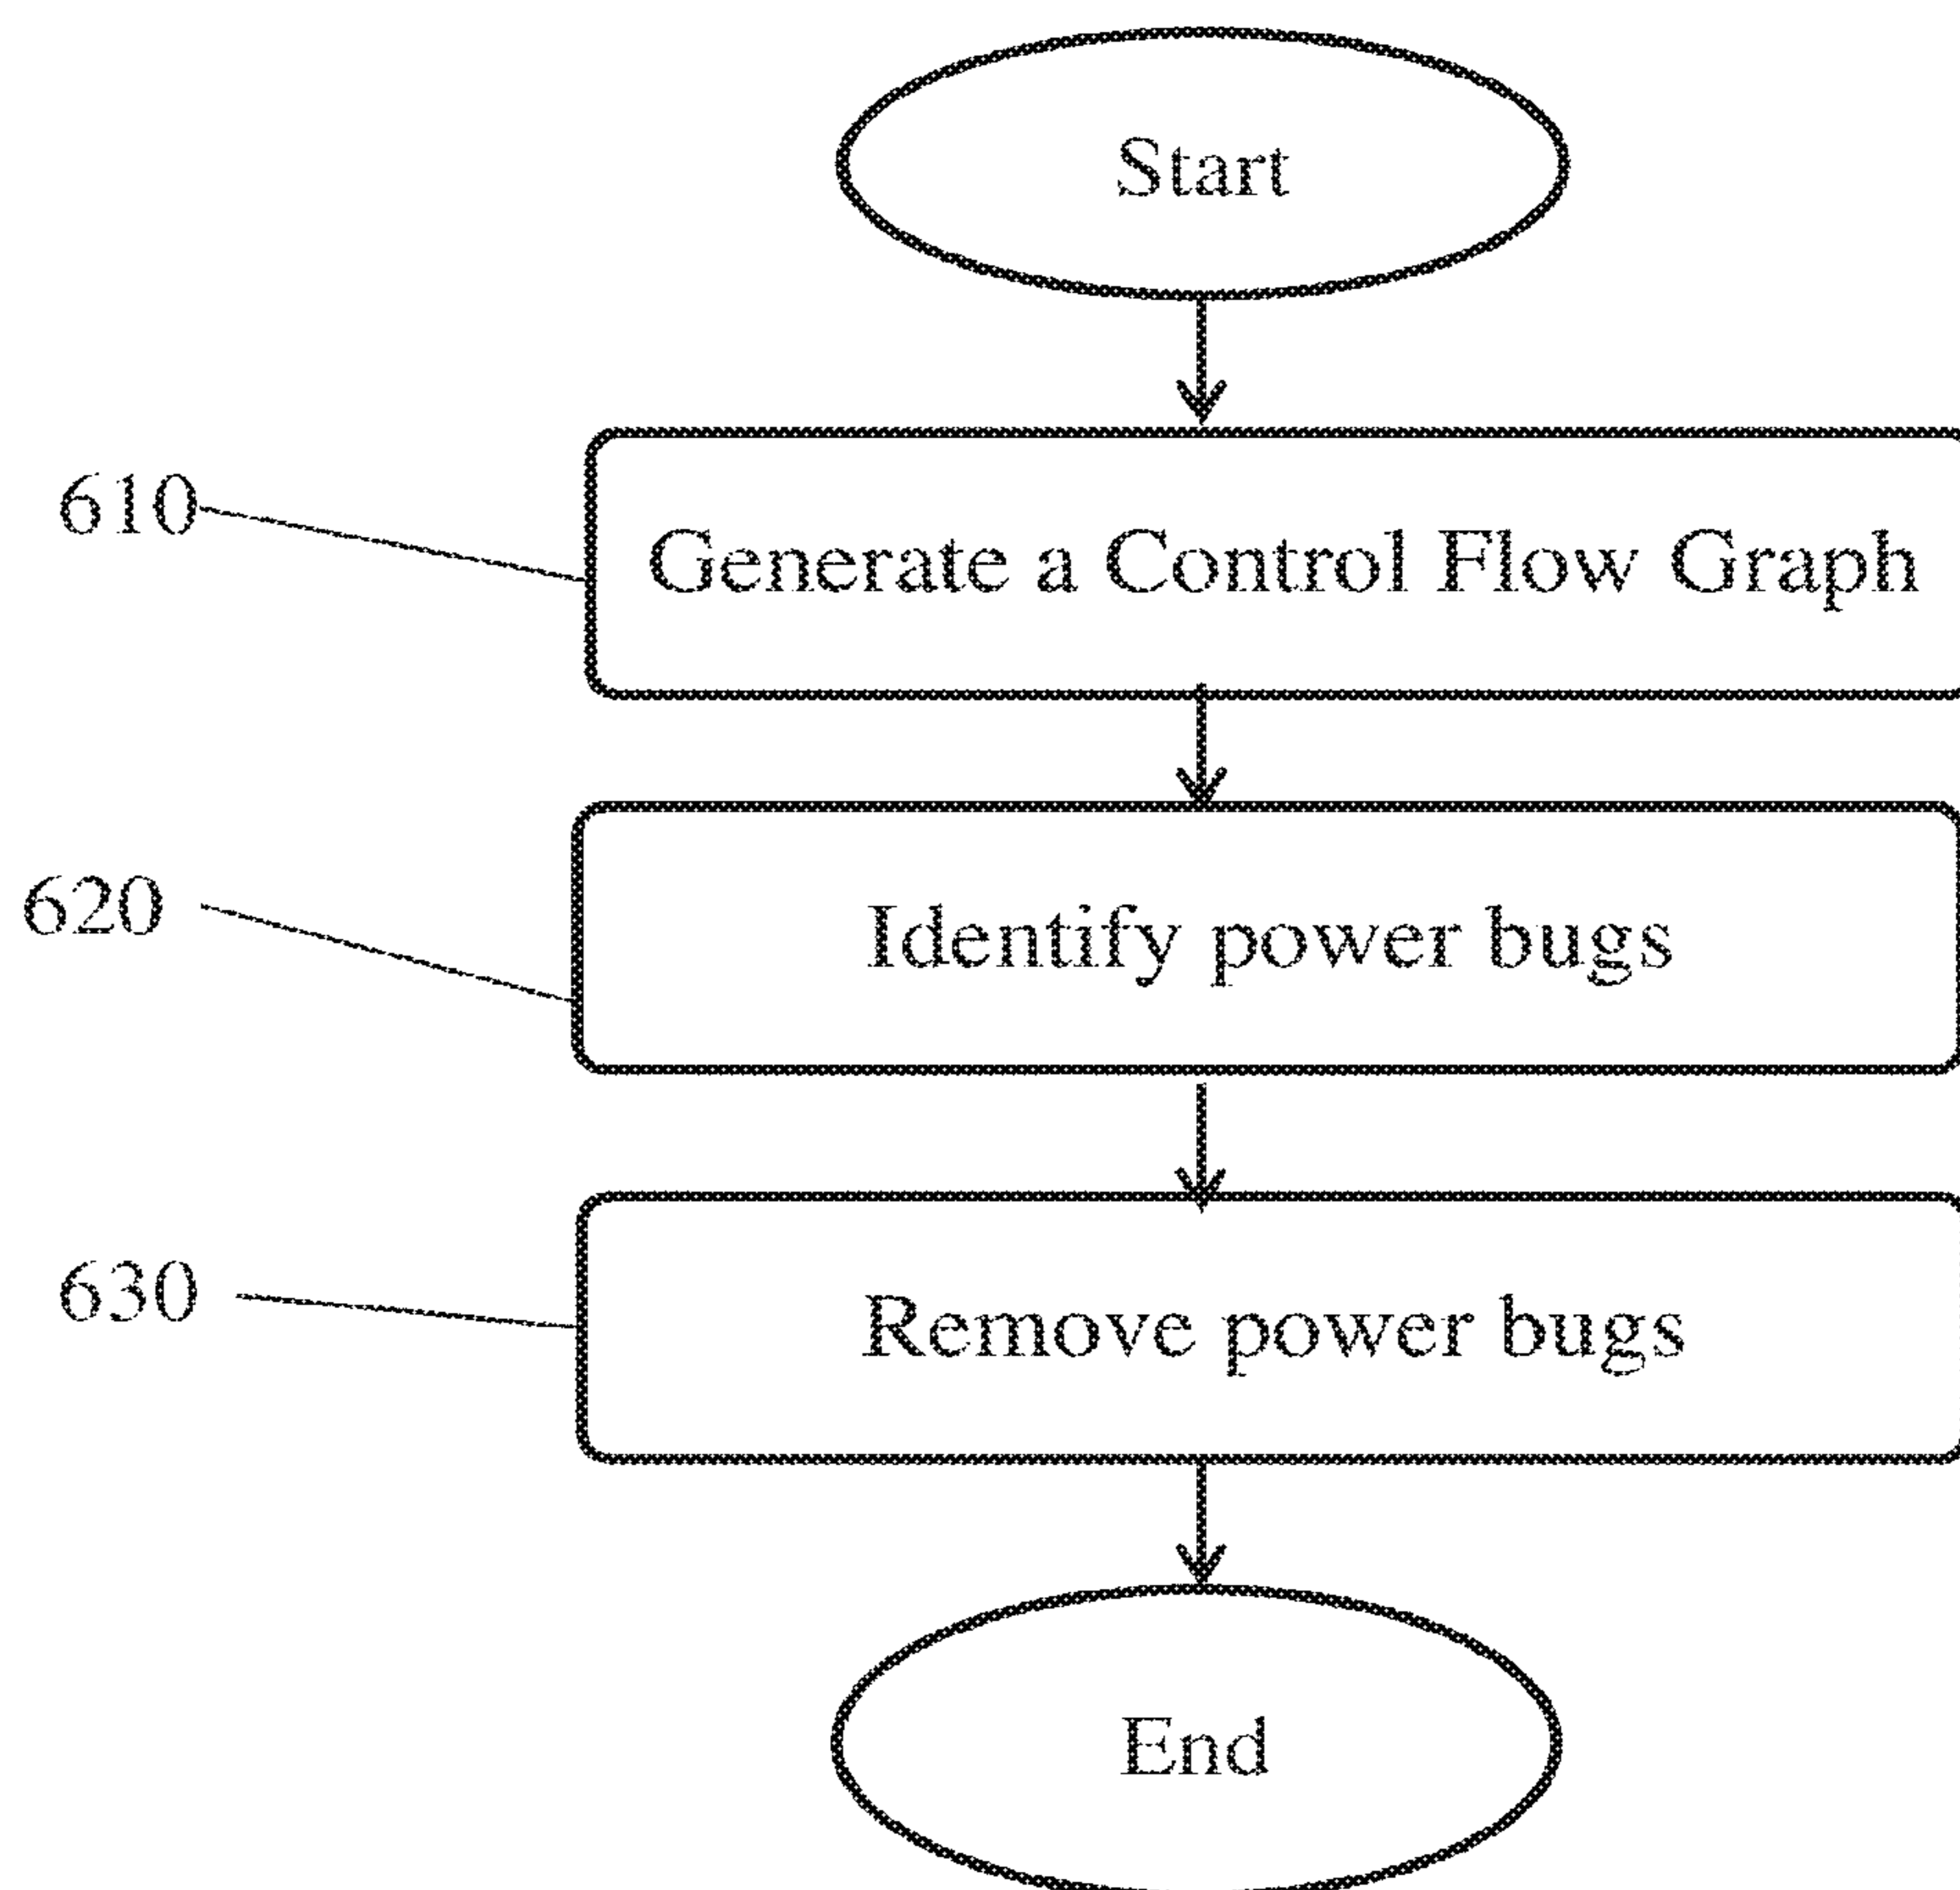 Start
610
Generate a Control Flow Graph
620
Identify power bugs
630
Remove power bugs
End